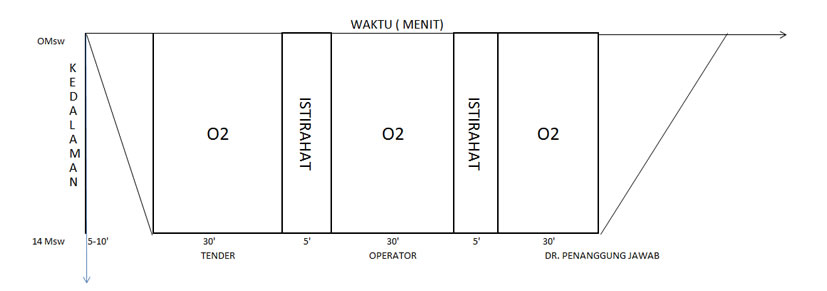 WAKTU ( MENIT)
OMsw
KEDALAMAN
O2
ISTIRAHAT
O2
ISTIRAHAT
O2
14 Msw
5-10'
30'
5'
30'
5'
30'
TENDER
OPERATOR
DR. PENANGGUNG JAWAB